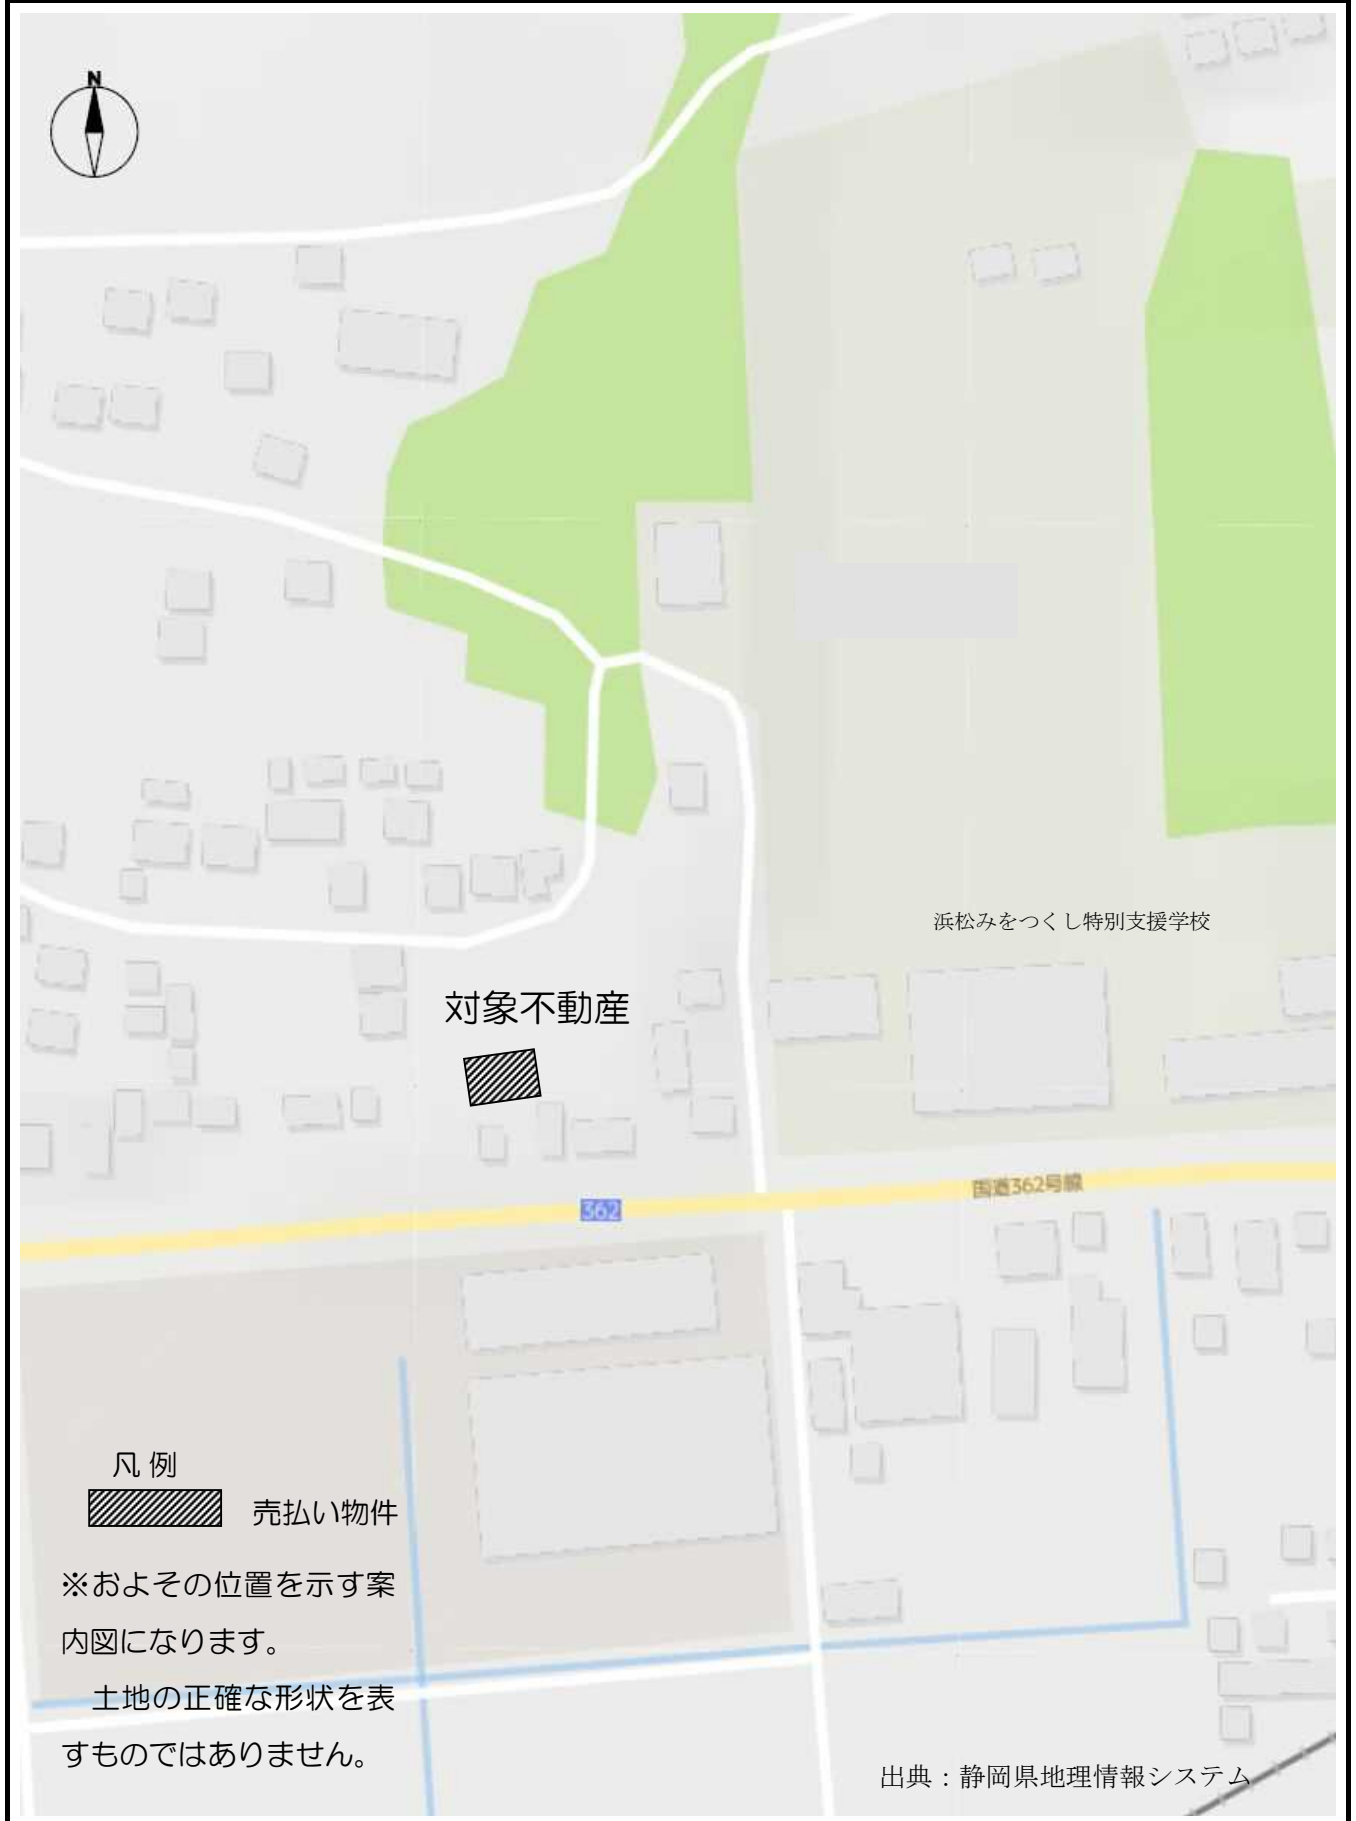 N
浜松みをつくし特別支援学校
対象不動産
国道362号線
362
凡例
売払い物件
※およその位置を示す案
内図になります。
　土地の正確な形状を表
すものではありません。
出典：静岡県地理情報システム